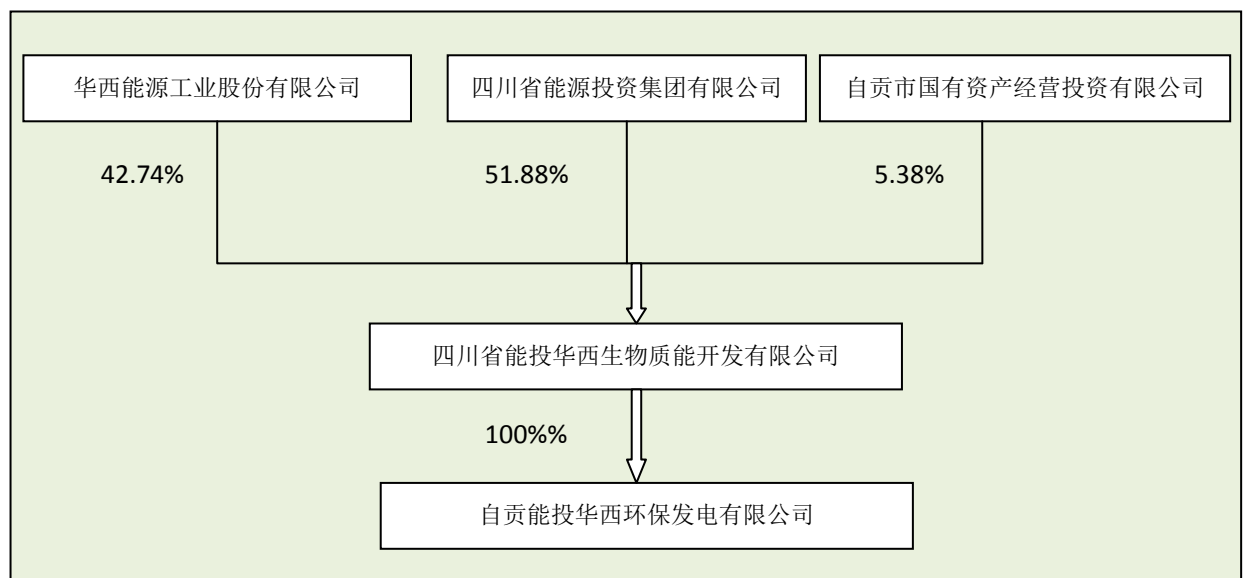 华西能源工业股份有限公司
四川省能源投资集团有限公司
自贡市国有资产经营投资有限公司
42.74%
51.88%
5.38%
四川省能投华西生物质能开发有限公司
100%%
自贡能投华西环保发电有限公司